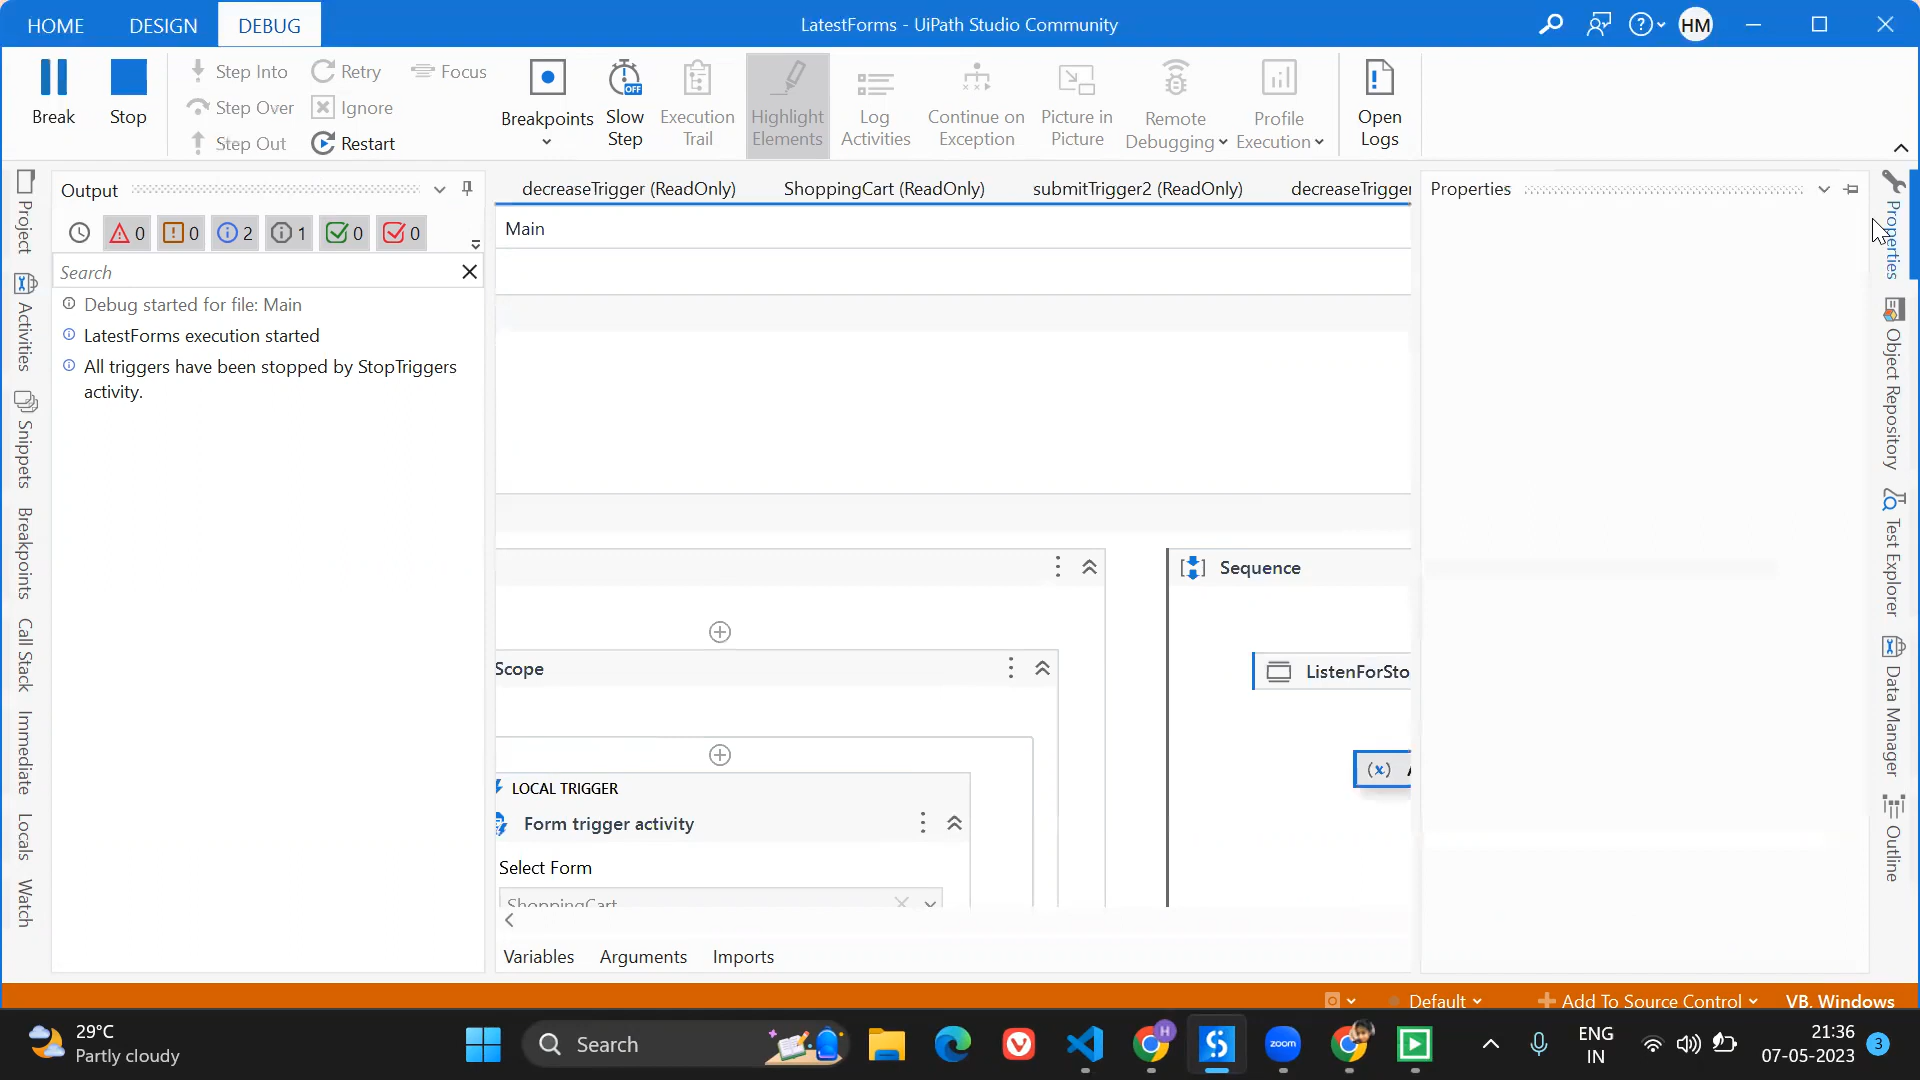 HOME DESIGN DEBUG LatestForms - UiPath Studio Community HM
Break
Stop
Step Into
Step Over
Step Out
Retry
Ignore
Restart
Focus
Breakpoints
OFF
Slow
Step
Execution
Trail
Highlight
Elements
Log
Activities
Continue on
Exception
Picture in
Picture
Remote
Debugging
Profile
Execution
Open
Logs
Project
Activities
Snippets
Breakpoints
Call Stack
Immediate
Locals
Watch
Output
0 0 2 1 0 0
Search
Debug started for file: Main
LatestForms execution started
All triggers have been stopped by StopTriggers
activity.
decreaseTrigger (ReadOnly) ShoppingCart (ReadOnly) submitTrigger2 (ReadOnly) decreaseTrigger
Main
Scope
LOCAL TRIGGER
Form trigger activity
Select Form
ShoppingCart
Sequence
ListenForSto
Variables Arguments Imports
Properties
Properties
Object Repository
Test Explorer
Data Manager
Outline
Default Add To Source Control VB. Windows
29°C
Partly cloudy
Search
H
zoom
ENG
IN
21:36
07-05-2023
3